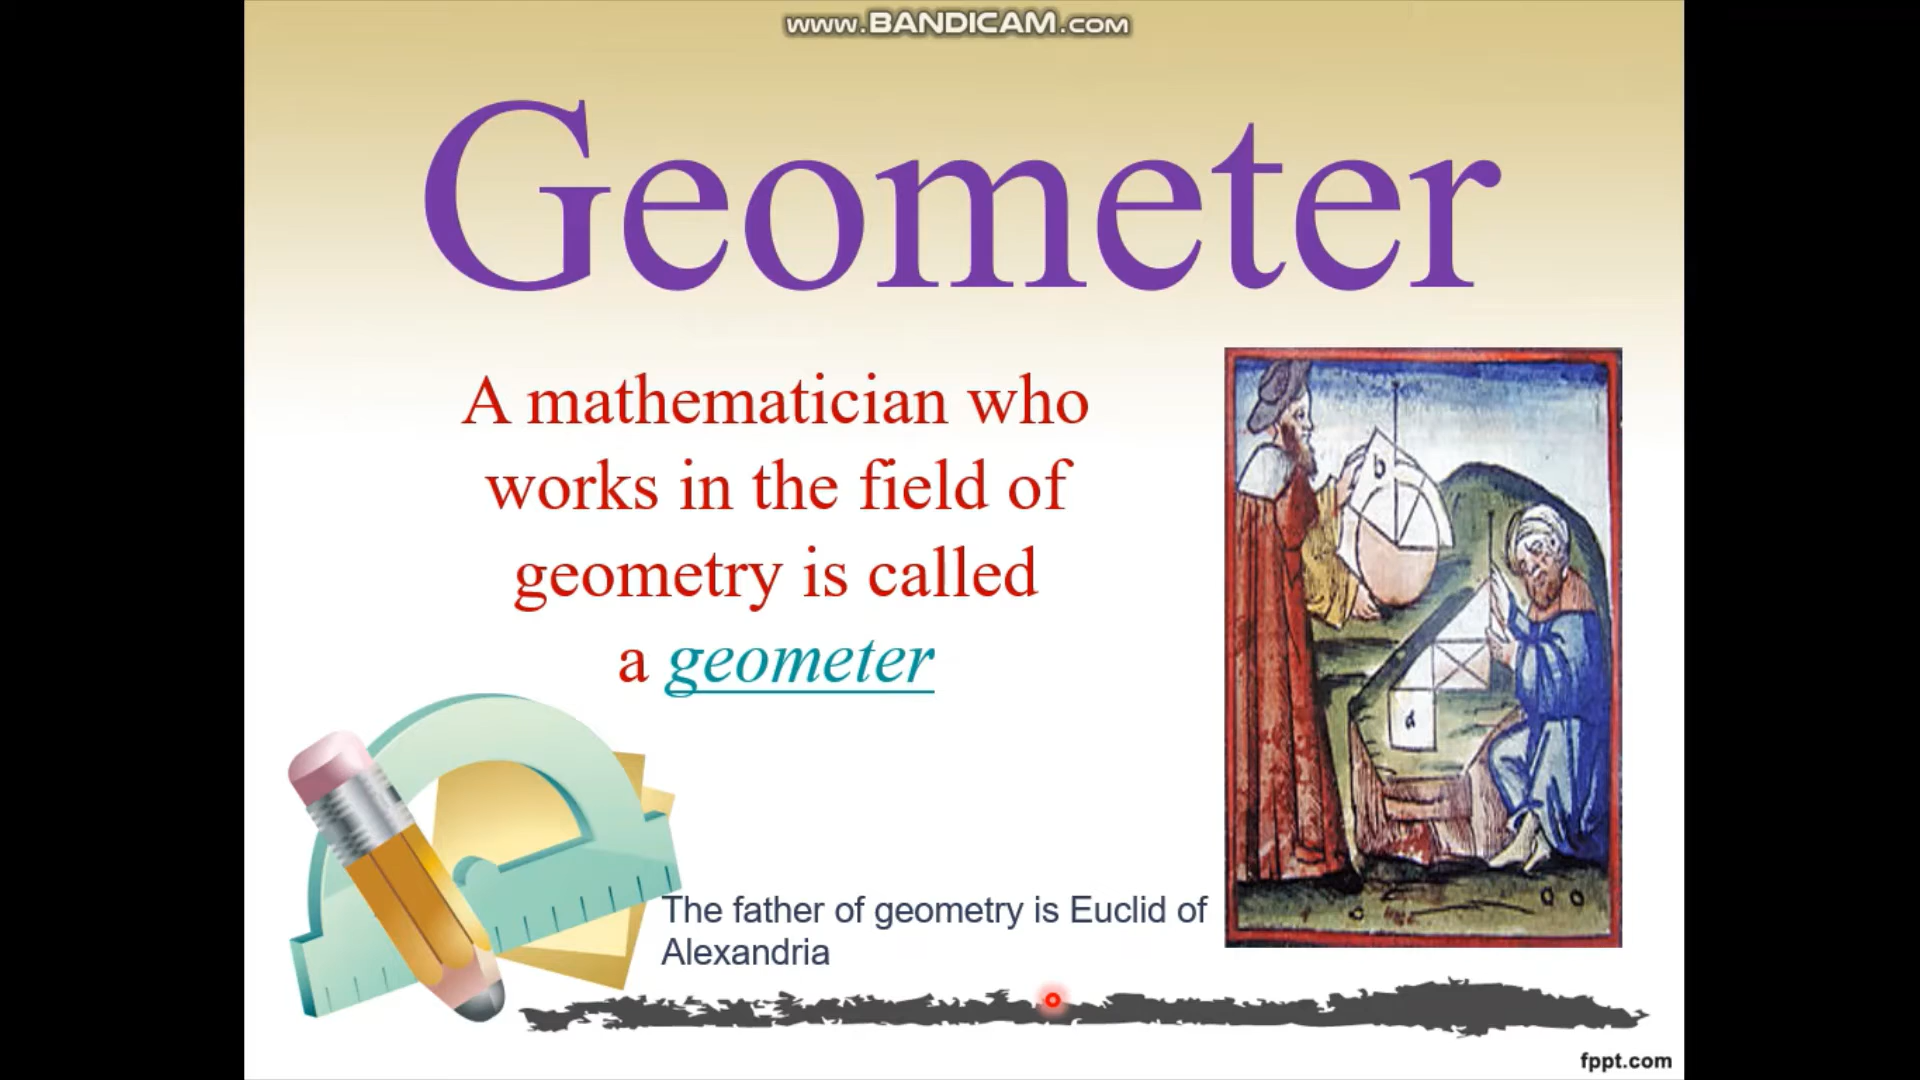 www.BANDICAM.com
Geometer
A mathematician who
works in the field of
geometry is called
a geometer
b
d
The father of geometry is Euclid of
Alexandria
fppt.com